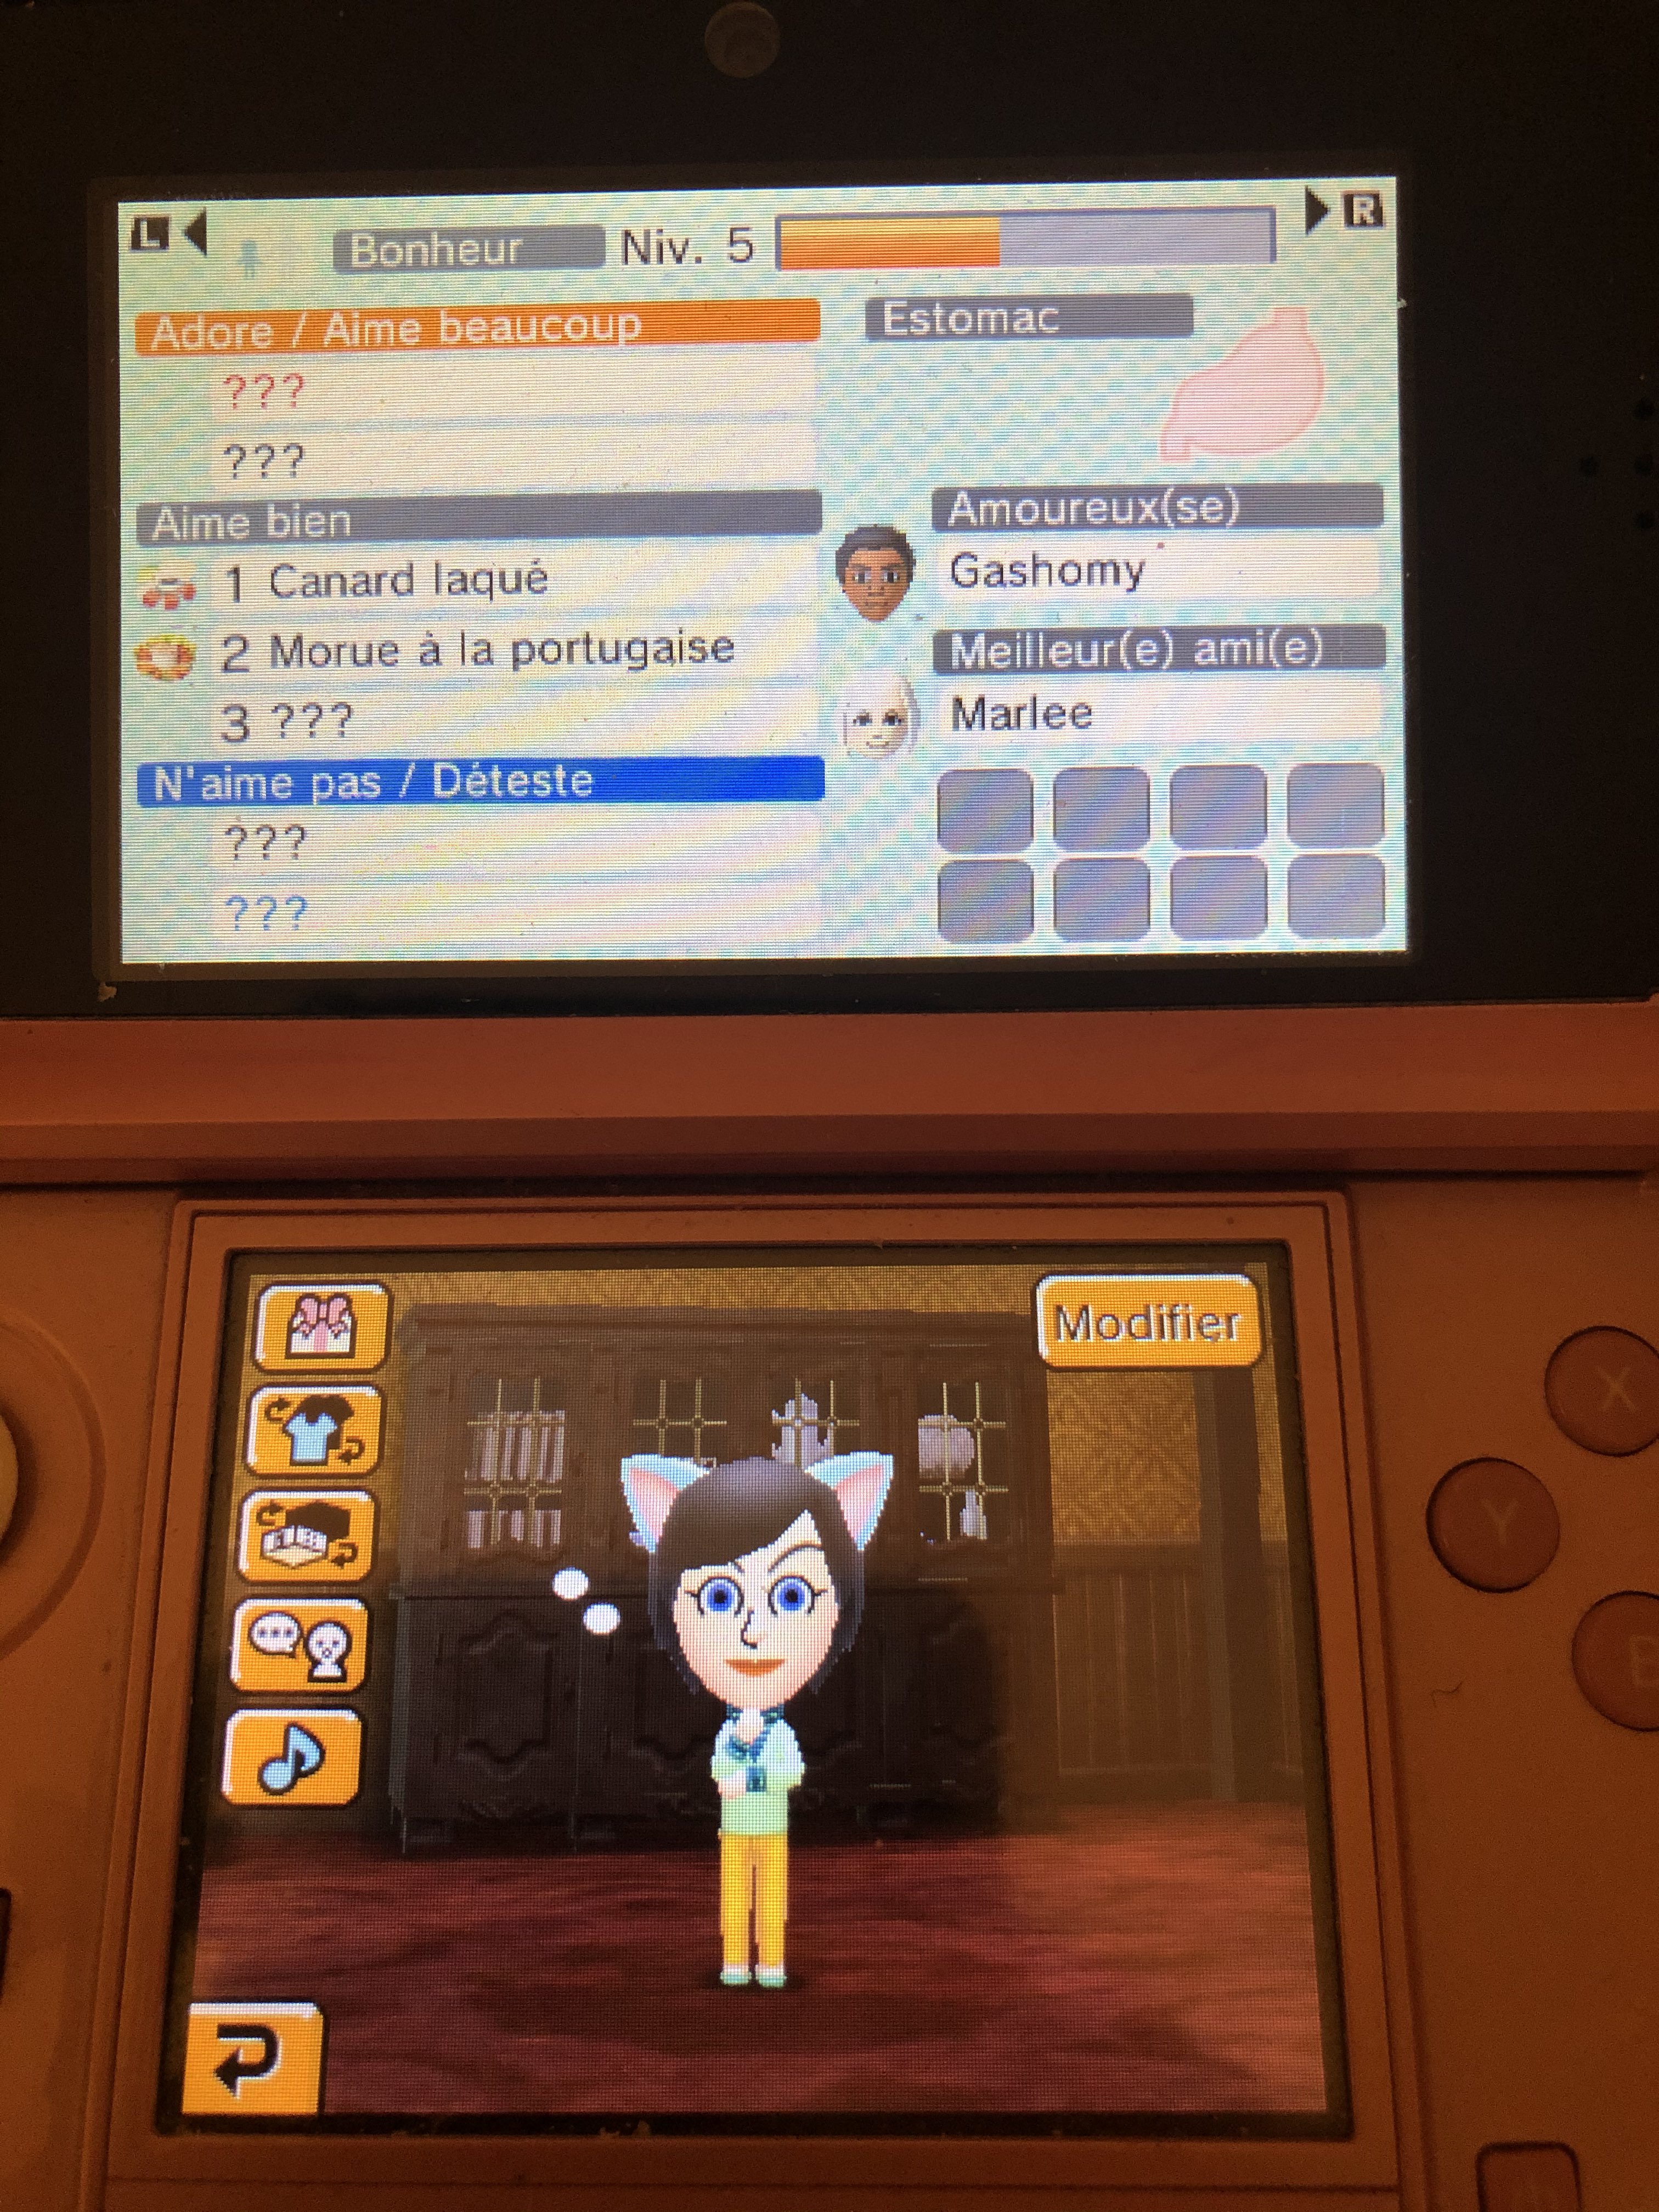 L R
Bonheur Niv. 5
Adore / Aime beaucoup
???
???
Estomac
Aime bien
1 Canard laqué
2 Morue à la portugaise
3 ???
N'aime pas / Déteste
???
???
Amoureux(se)
Gashomy
Meilleur(e) ami(e)
Marlee
Modifier
X
Y
B